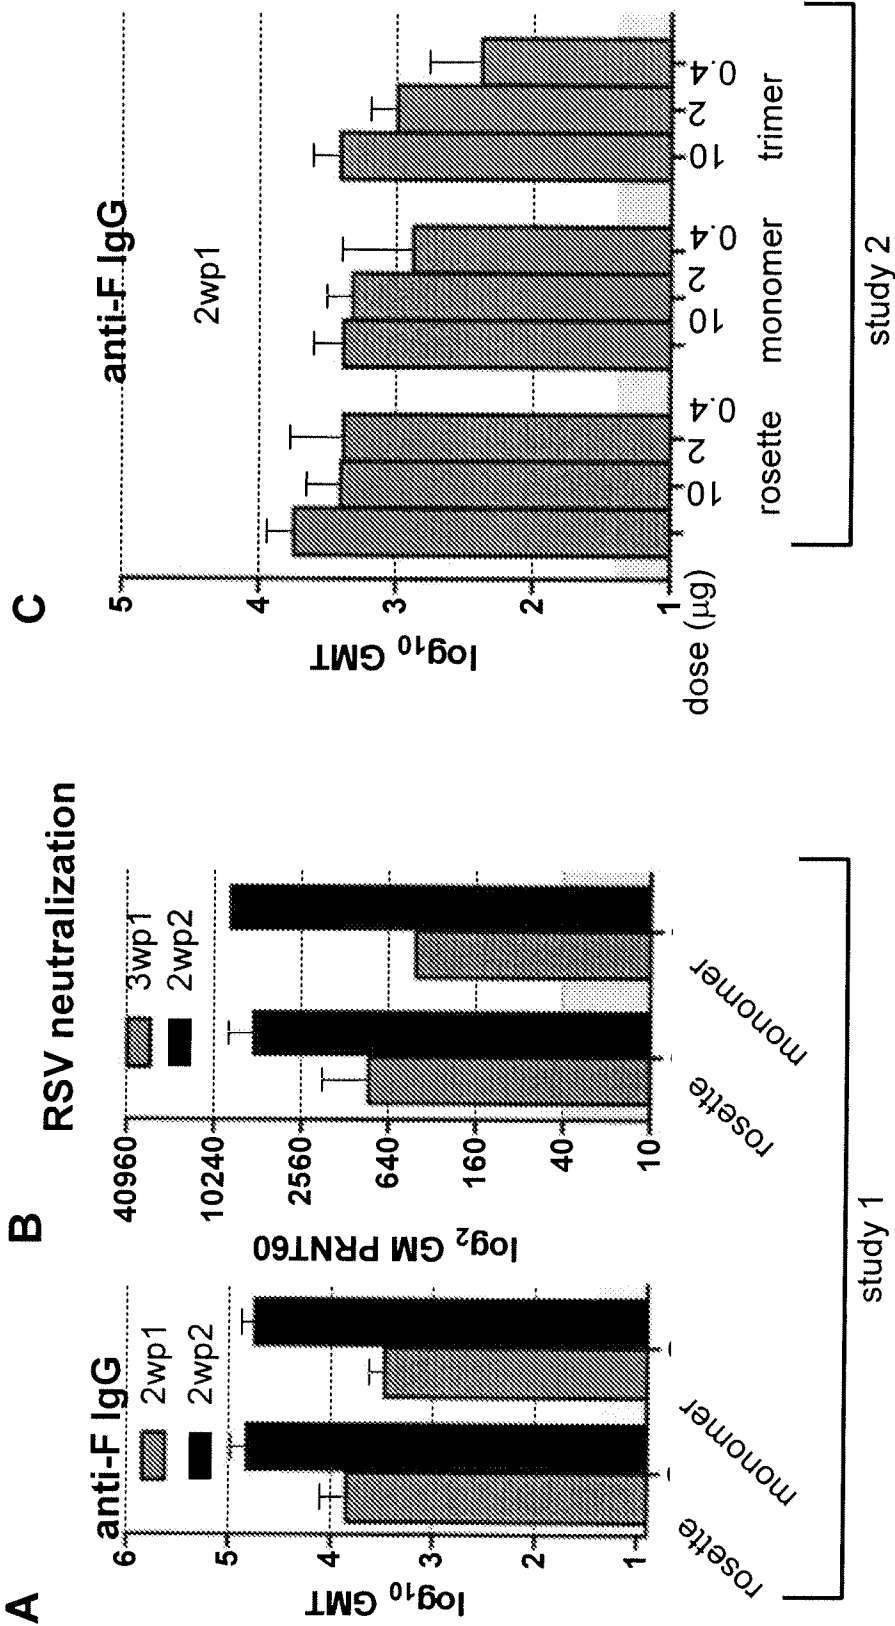 A
anti-F IgG
2wp1
2wp2
log10 GMT
6
5
4
3
2
1
rosette
monomer
B
RSV neutralization
3wp1
2wp2
log2 GM PRNT60
40960
10240
2560
640
160
40
10
rosette
monomer
study 1
C
anti-F IgG
2wp1
log10 GMT
5
4
3
2
1
dose (μg)
10 2 0.4 10 2 0.4 10 2 0.4
rosette monomer trimer
study 2